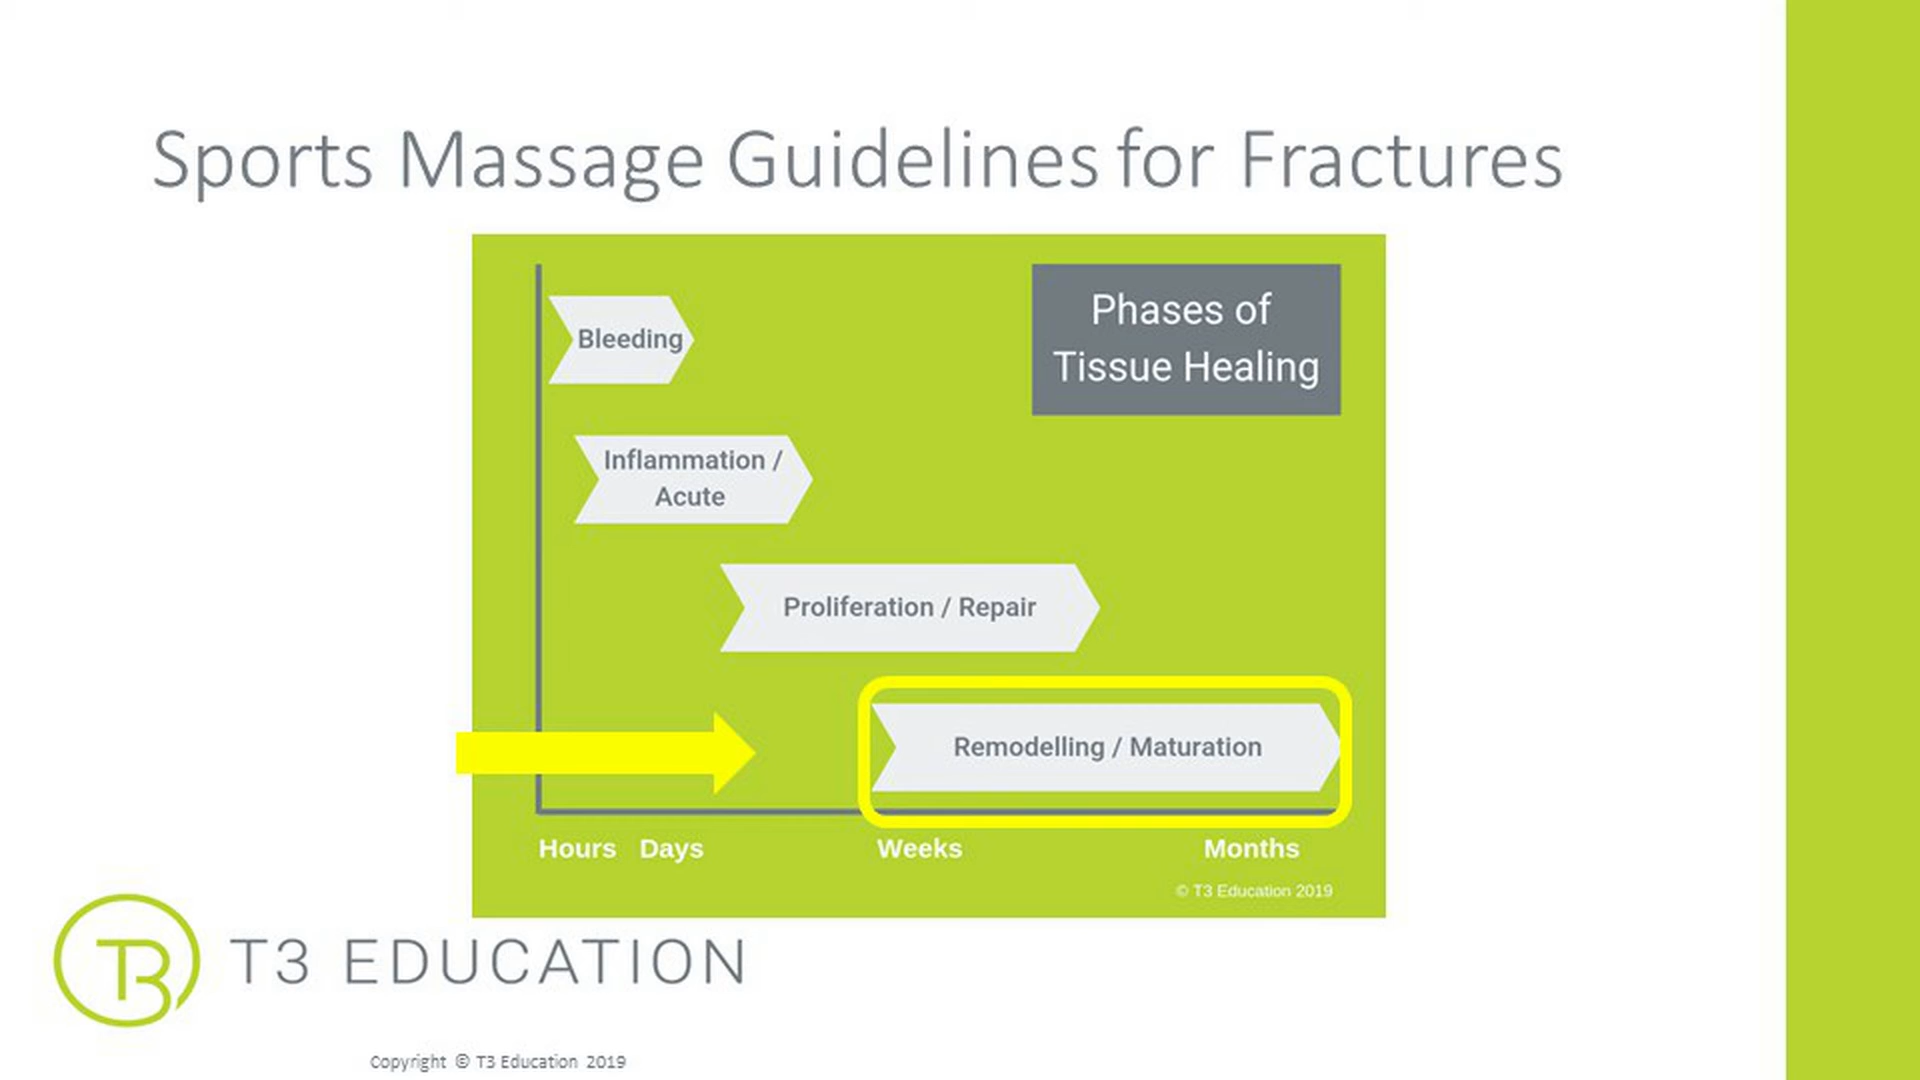 Sports Massage Guidelines for Fractures
Phases of
Tissue Healing
Bleeding
Inflammation /
Acute
Proliferation / Repair
Remodelling / Maturation
Hours Days Weeks Months
© T3 Education 2019
T3 T3 EDUCATION
Copyright © T3 Education 2019